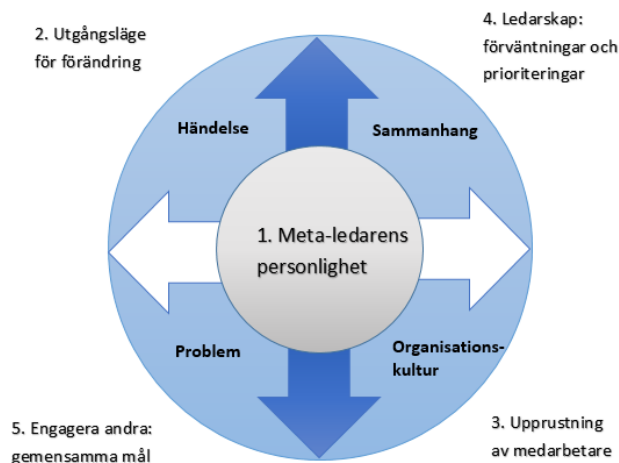 2. Utgångsläge
för förändring
4. Ledarskap:
förväntningar och
prioriteringar
Händelse
Sammanhang
1. Meta-ledarens
personlighet
Problem
Organisations-
kultur
5. Engagera andra:
gemensamma mål
3. Upprustning
av medarbetare